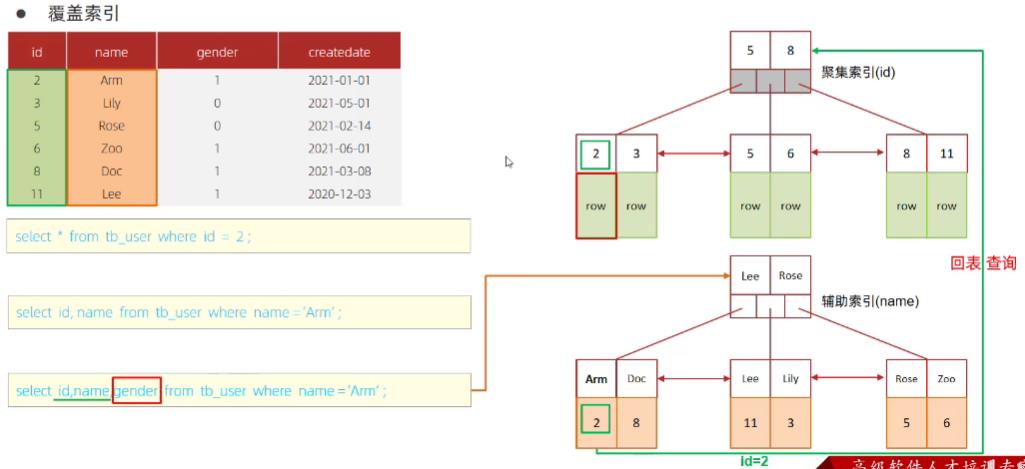 ● 覆盖索引
id name gender createdate
2 Arm 1 2021-01-01
3 Lily 0 2021-05-01
5 Rose 0 2021-02-14
6 Zoo 1 2021-06-01
8 Doc 1 2021-03-08
11 Lee 1 2020-12-03
select * from tb_user where id = 2 ;
select id, name from tb_user where name = 'Arm' ;
select id,name,gender from tb_user where name = 'Arm' ;
5 8
聚集索引(id)
2 3 5 6 8 11
row row row row row row
回表 查询
Lee Rose
辅助索引(name)
Arm Doc Lee Lily Rose Zoo
2 8 11 3 5 6
id=2
高级软件人才培训专